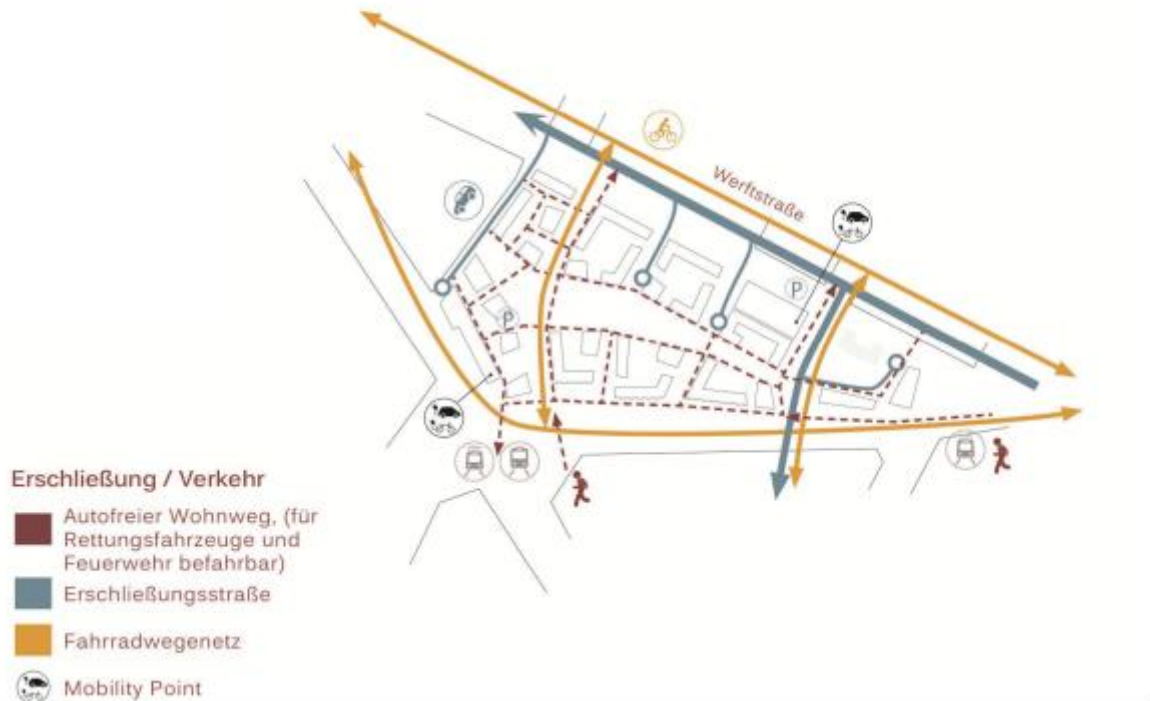 Werftstraße
P
P
Erschließung / Verkehr
Autofreier Wohnweg, (für
Rettungsfahrzeuge und
Feuerwehr befahrbar)
Erschließungsstraße
Fahrradwegenetz
Mobility Point